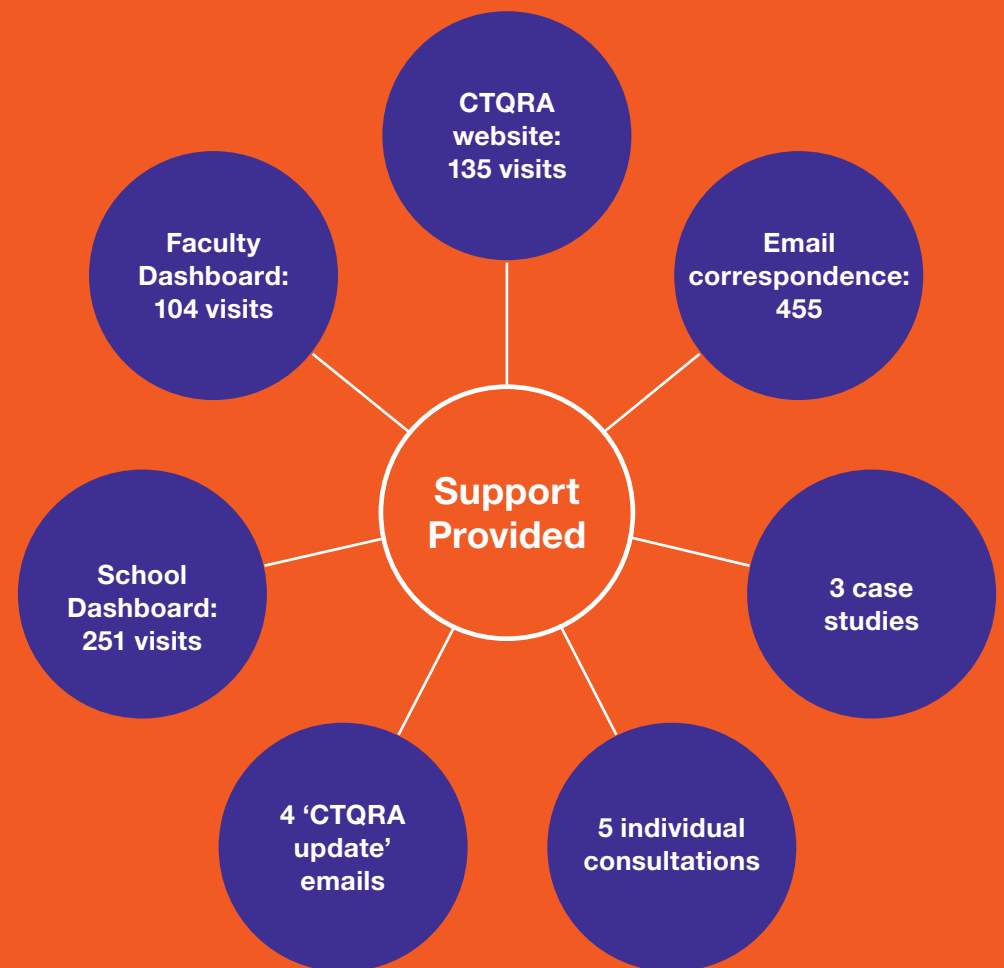 CTQRA
website:
135 visits
Faculty
Dashboard:
104 visits
Email
correspondence:
455
Support
Provided
School
Dashboard:
251 visits
3 case
studies
4 ‘CTQRA
update’
emails
5 individual
consultations